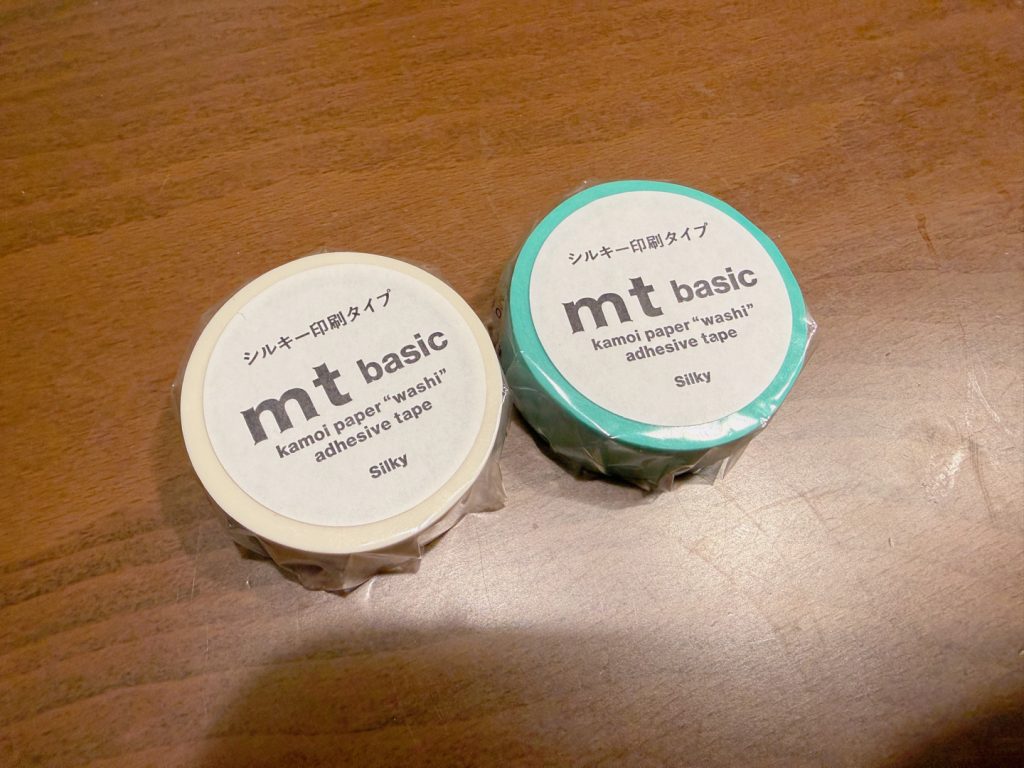 シルキー印刷タイプ
mt basic
kamoi paper “washi”
adhesive tape
Silky
シルキー印刷タイプ
mt basic
kamoi paper “washi”
adhesive tape
Silky